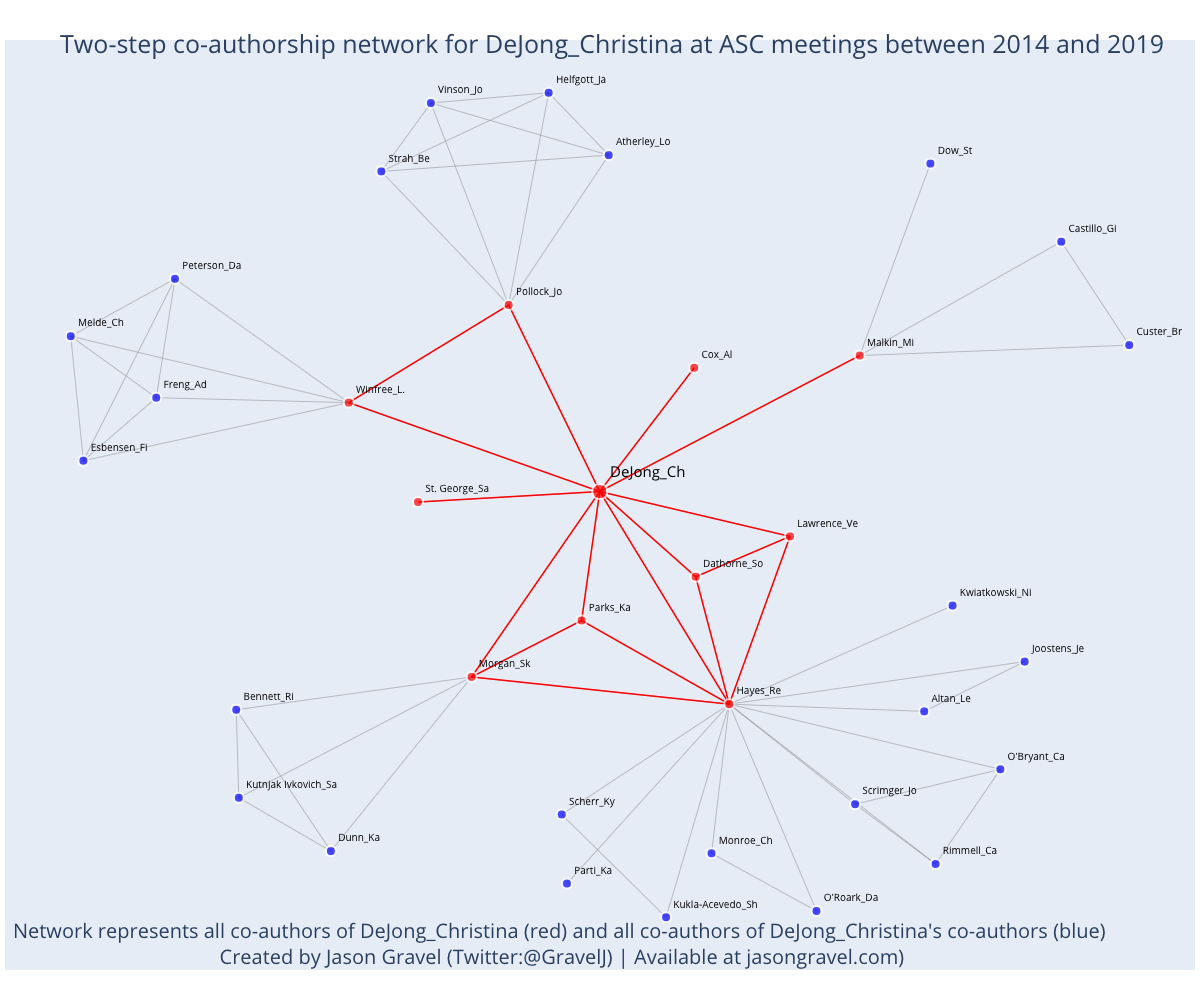 Two-step co-authorship network for DeJong_Christina at ASC meetings between 2014 and 2019
Helfgott_Ja
Vinson_Jo
Atherley_Lo
Dow_St
Strah_Be
Castillo_Gi
Peterson_Da
Pollock_Jo
Melde_Ch
Custer_Br
Malkin_Mi
Cox_Al
Freng_Ad
Winfree_L.
Esbensen_Fi
DeJong_Ch
St. George_Sa
Lawrence_Ve
Dathorne_So
Kwiatkowski_Ni
Parks_Ka
Joostens_Je
Morgan_Sk
Hayes_Re
Bennett_Ri
Altan_Le
O'Bryant_Ca
Kutnjak Ivkovich_Sa
Scrimger_Jo
Scherr_Ky
Dunn_Ka
Monroe_Ch
Rimmell_Ca
Parti_Ka
O'Roark_Da
Kukla-Acevedo_Sh
Network represents all co-authors of DeJong_Christina (red) and all co-authors of DeJong_Christina's co-authors (blue)
Created by Jason Gravel (Twitter:@GravelJ) | Available at jasongravel.com)